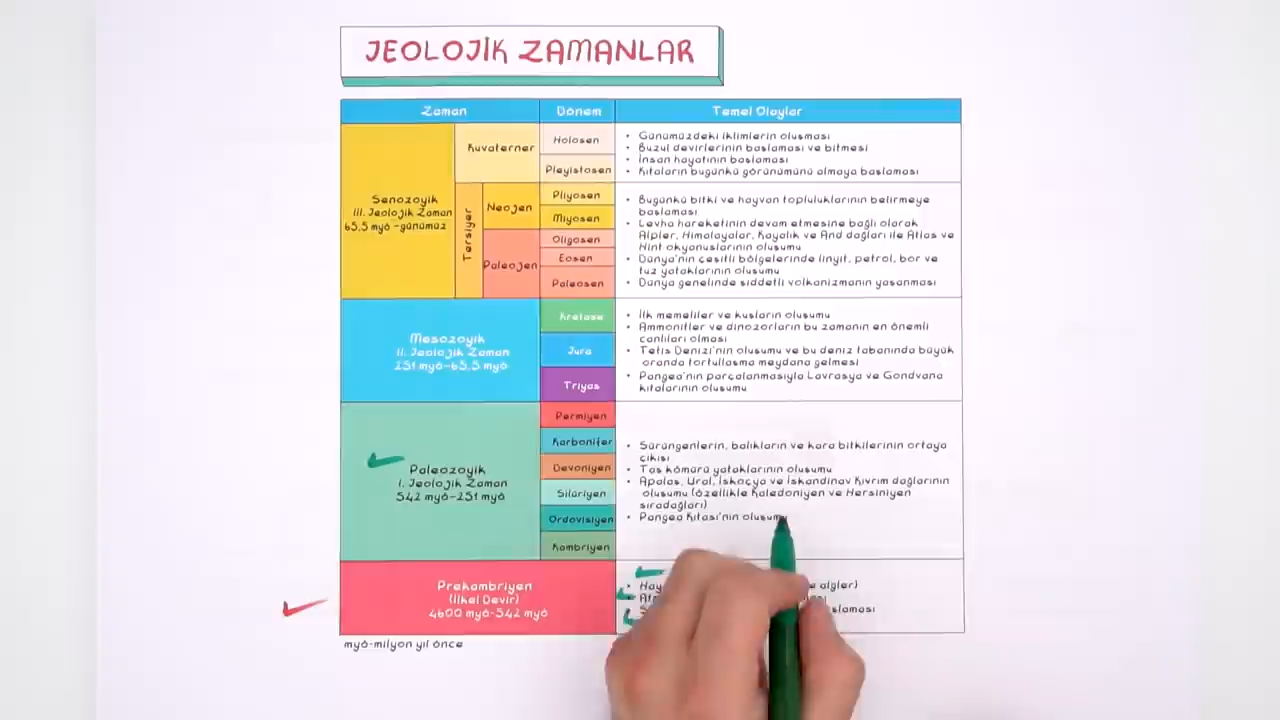 JEOLOJİK ZAMANLAR
Zaman
Dönem
Temel Olaylar
Senozoyik
III. Jeolojik Zaman
65.5 myö -günümüz
Kuvaterner
Tersiyer
Neojen
Paleojen
Holosen
Pleyistosen
Pliyosen
Miyosen
Oligosen
Eosen
Paleosen
• Günümüzdeki iklimlerin oluşması
• Buzul devirlerinin başlaması ve bitmesi
• İnsan hayatının başlaması
• Kıtaların bugünkü görünümünü almaya başlaması
• Bugünkü bitki ve hayvan topluluklarının belirmeye
başlaması
• Levha hareketinin devam etmesine bağlı olarak
Alpler, Himalayalar, Kayalık ve And dağları ile Atlas ve
Hint okyanuslarının oluşumu
• Dünya'nın çeşitli bölgelerinde linyit, petrol, bor ve
tuz yataklarının oluşumu
• Dünya genelinde şiddetli volkanizmanın yaşanması
Mesozoyik
II. Jeolojik Zaman
251 myö-65.5 myö
Kretase
Jura
Triyas
• İlk memeliler ve kuşların oluşumu
• Ammonitler ve dinozorların bu zamanın en önemli
canlıları olması
• Tetis Denizi'nin oluşumu ve bu deniz tabanında büyük
oranda tortullaşma meydana gelmesi
• Pangea'nın parçalanmasıyla Lavrasya ve Gondvana
kıtalarının oluşumu
Paleozoyik
I. Jeolojik Zaman
542 myö-251 myö
Permiyen
Karbonifer
Devoniyen
Silüriyen
Ordovisiyen
Kambriyen
• Sürüngenlerin, balıkların ve kara bitkilerinin ortaya
çıkışı
• Taş kömürü yataklarının oluşumu
• Apalaş, Ural, İskoçya ve İskandinav Kıvrım dağlarının
oluşumu (özellikle Kaledoniyen ve Hersiniyen
sıradağları)
• Pangea Kıtası'nın oluşumu
Prekambriyen
(İlkel Devir)
4600 myö-542 myö
algler)
myö-milyon yıl önce